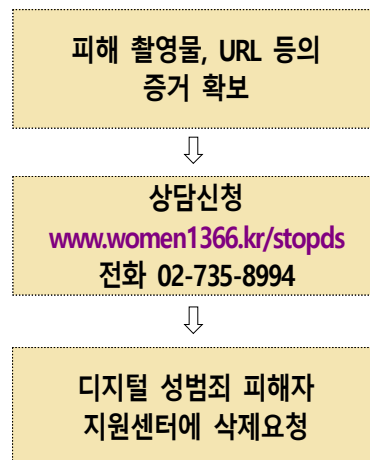 피해 촬영물, URL 등의
증거 확보
상담신청
www.women1366.kr/stopds
전화 02-735-8994
디지털 성범죄 피해자
지원센터에 삭제요청